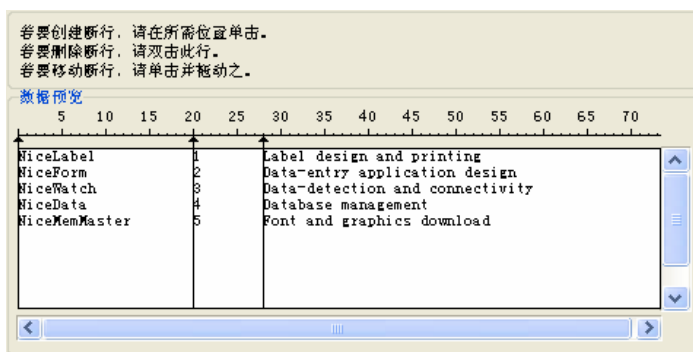 若要创建断行，请在所需位置单击。
若要删除断行，请双击此行。
若要移动断行，请单击并拖动之。
数据预览
5 10 15 20 25 30 35 40 45 50 55 60 65 70
NiceLabel 1 Label design and printing
NiceForm 2 Data-entry application design
NiceWatch 3 Data-detection and connectivity
NiceData 4 Database management
NiceMemMaster 5 Font and graphics download